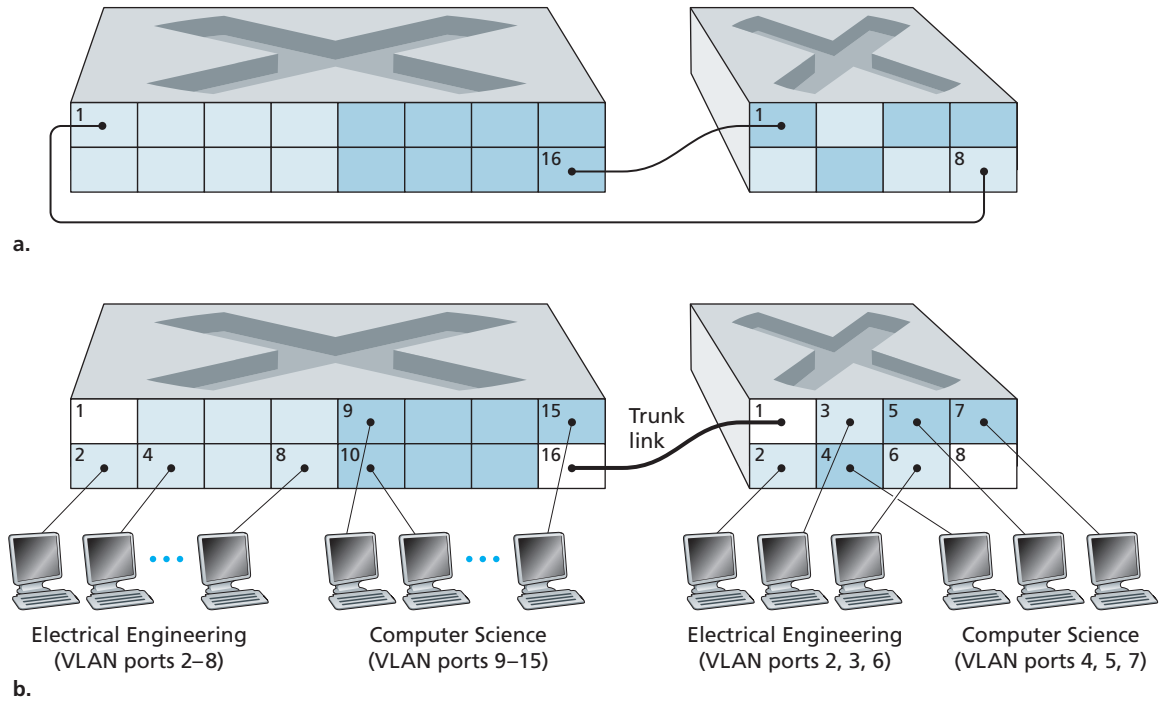 1
16
1
8
a.
1
9
15
2
4
8
10
16
Trunk
link
1
3
5
7
2
4
6
8
Electrical Engineering
(VLAN ports 2–8)
Computer Science
(VLAN ports 9–15)
Electrical Engineering
(VLAN ports 2, 3, 6)
Computer Science
(VLAN ports 4, 5, 7)
b.